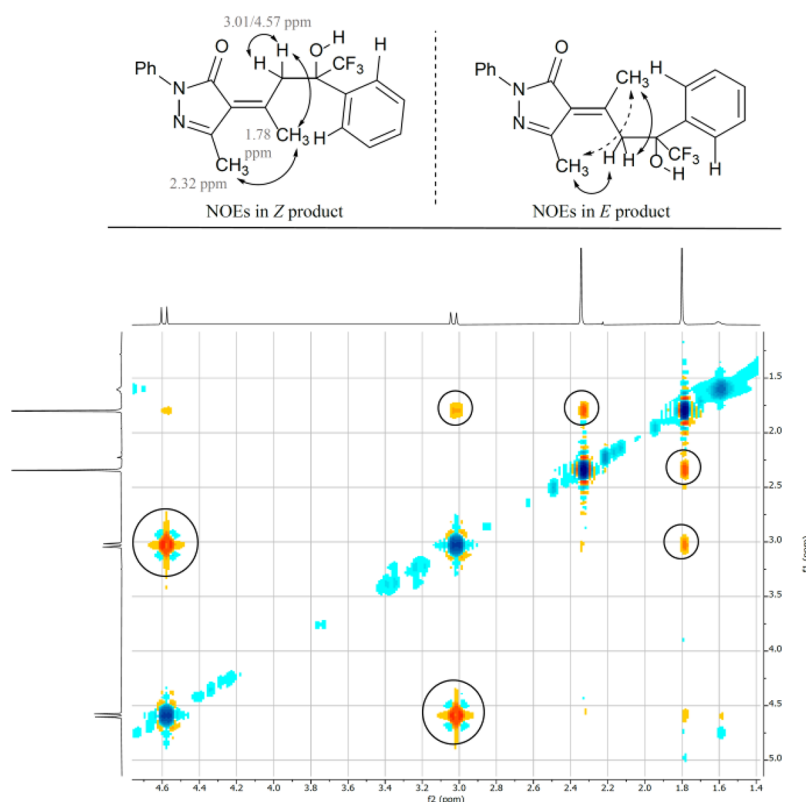 3.01/4.57 ppm
O
H
O-H
H
Ph
N
N
H
CF3
1.78
ppm
CH3
H
CH3
2.32 ppm
NOEs in Z product
O
Ph
N
N
CH3
H
CH3
H H
CF3
O-H
H
NOEs in E product
1.5
2.0
2.5
3.0
3.5
4.0
4.5
5.0
f1 (ppm)
4.6 4.4 4.2 4.0 3.8 3.6 3.4 3.2 3.0 2.8 2.6 2.4 2.2 2.0 1.8 1.6 1.4
f2 (ppm)